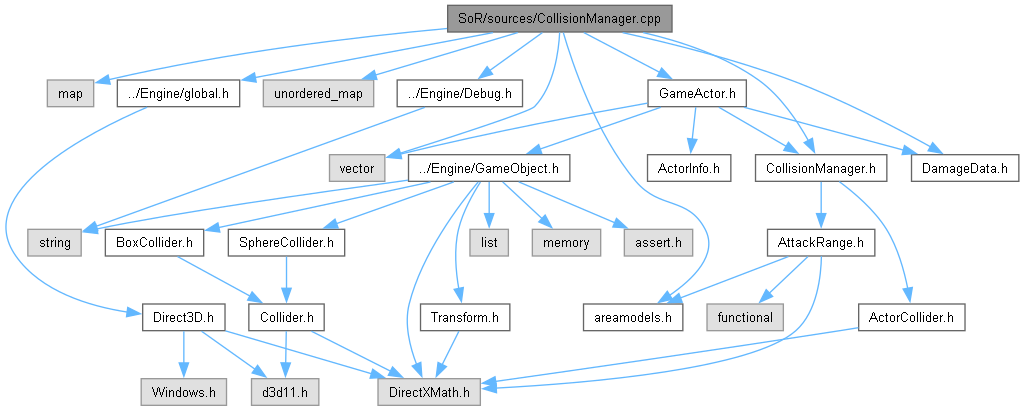 SoR/sources/CollisionManager.cpp
map
../Engine/global.h
unordered_map
../Engine/Debug.h
GameActor.h
vector
../Engine/GameObject.h
ActorInfo.h
CollisionManager.h
DamageData.h
string
BoxCollider.h
SphereCollider.h
list
memory
assert.h
AttackRange.h
Direct3D.h
Collider.h
Transform.h
areamodels.h
functional
ActorCollider.h
Windows.h
d3d11.h
DirectXMath.h